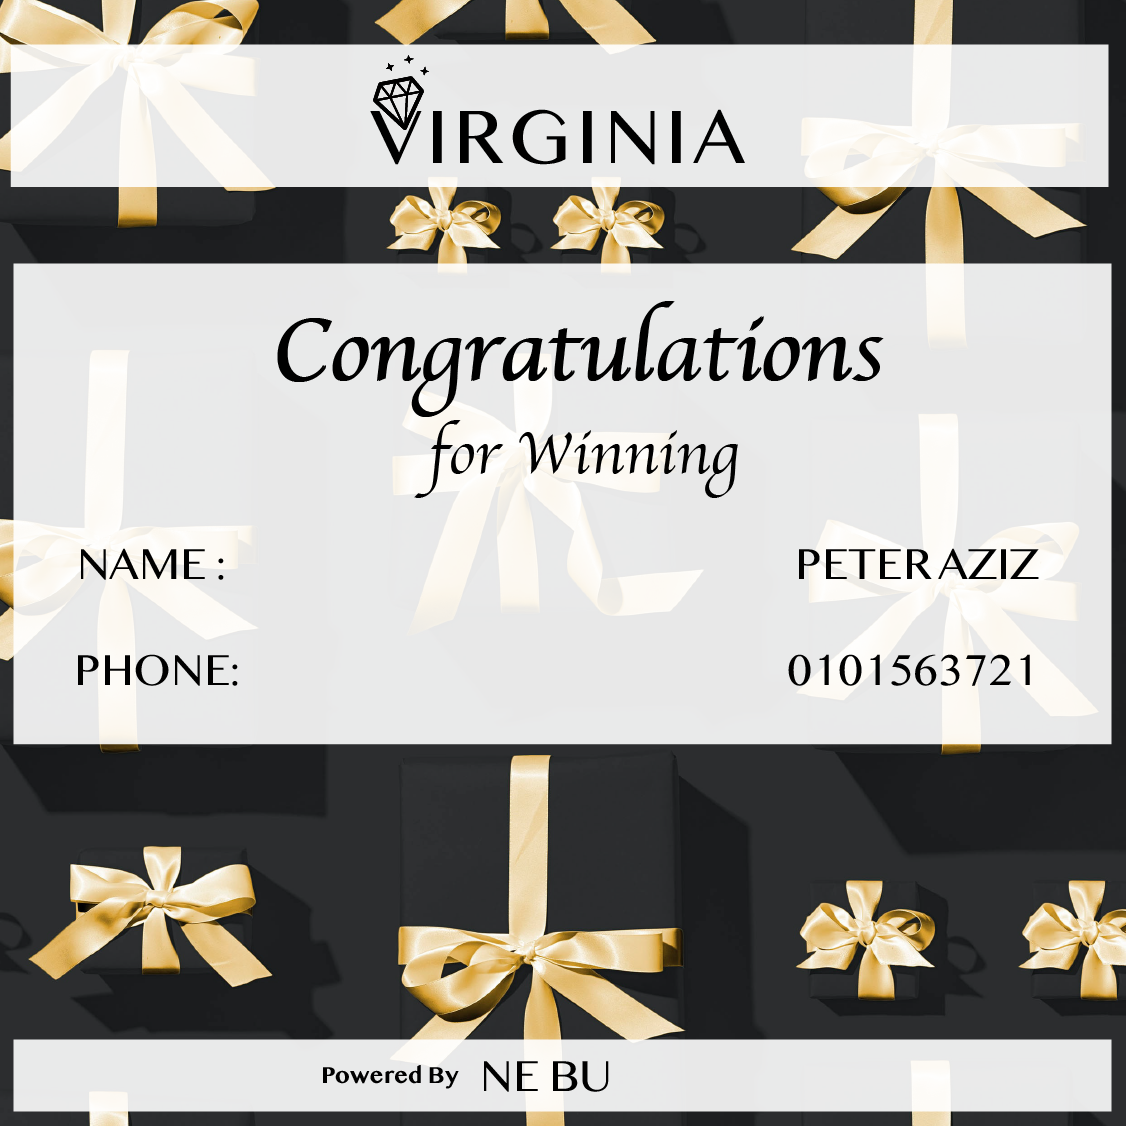 VIRGINIA
Congratulations
for Winning
NAME : PETER AZIZ
PHONE: 0101563721
Powered By NE BU